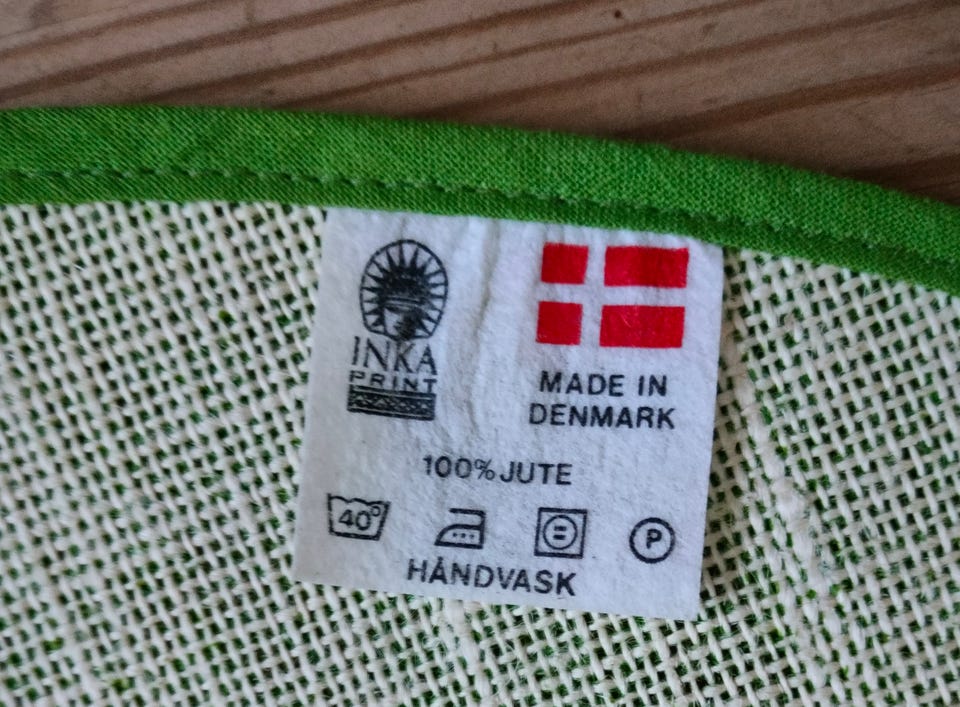 INKA
PRINT
MADE IN
DENMARK
100% JUTE
40°
P
HÅNDVASK